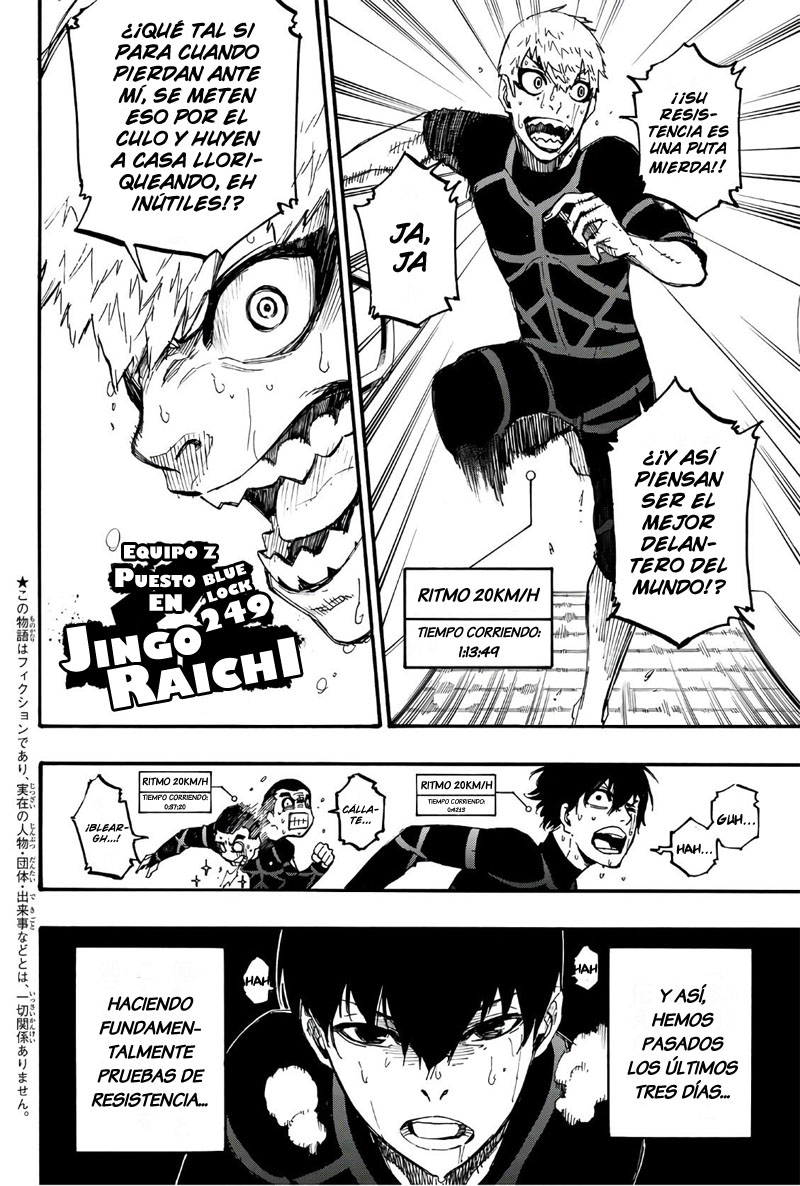 ¡¡SU
RESIS-
TENCIA ES
UNA PUTA
MIERDA!!
JA,
JA
¿¡Y ASÍ
PIENSAN
SER EL
MEJOR
DELAN-
TERO DEL
MUNDO!?
RITMO 20KM/H
TIEMPO CORRIENDO:
1:13:49
¿¡QUÉ TAL SI
PARA CUANDO
PIERDAN ANTE
MÍ, SE METEN
ESO POR EL
CULO Y HUYEN
A CASA LLORI-
QUEANDO, EH
INÚTILES!?
EQUIPO Z
PUESTO BLUE
EN LOCK
249
JINGO
RAICHI
GUH...
HAH...
RITMO 20KM/H
TIEMPO CORRIENDO:
0:42:13
CÁLLA-
TE...
RITMO 20KM/H
TIEMPO CORRIENDO:
0:37:20
¡BLEAR-
GH...!
Y ASÍ,
HEMOS
PASADOS
LOS ÚLTIMOS
TRES DÍAS...
HAH
HAH
HACIENDO
FUNDAMEN-
TALMENTE
PRUEBAS DE
RESISTENCIA...
★この物語はフィクションであり、実在の人物・団体・出来事などとは、一切関係ありません。